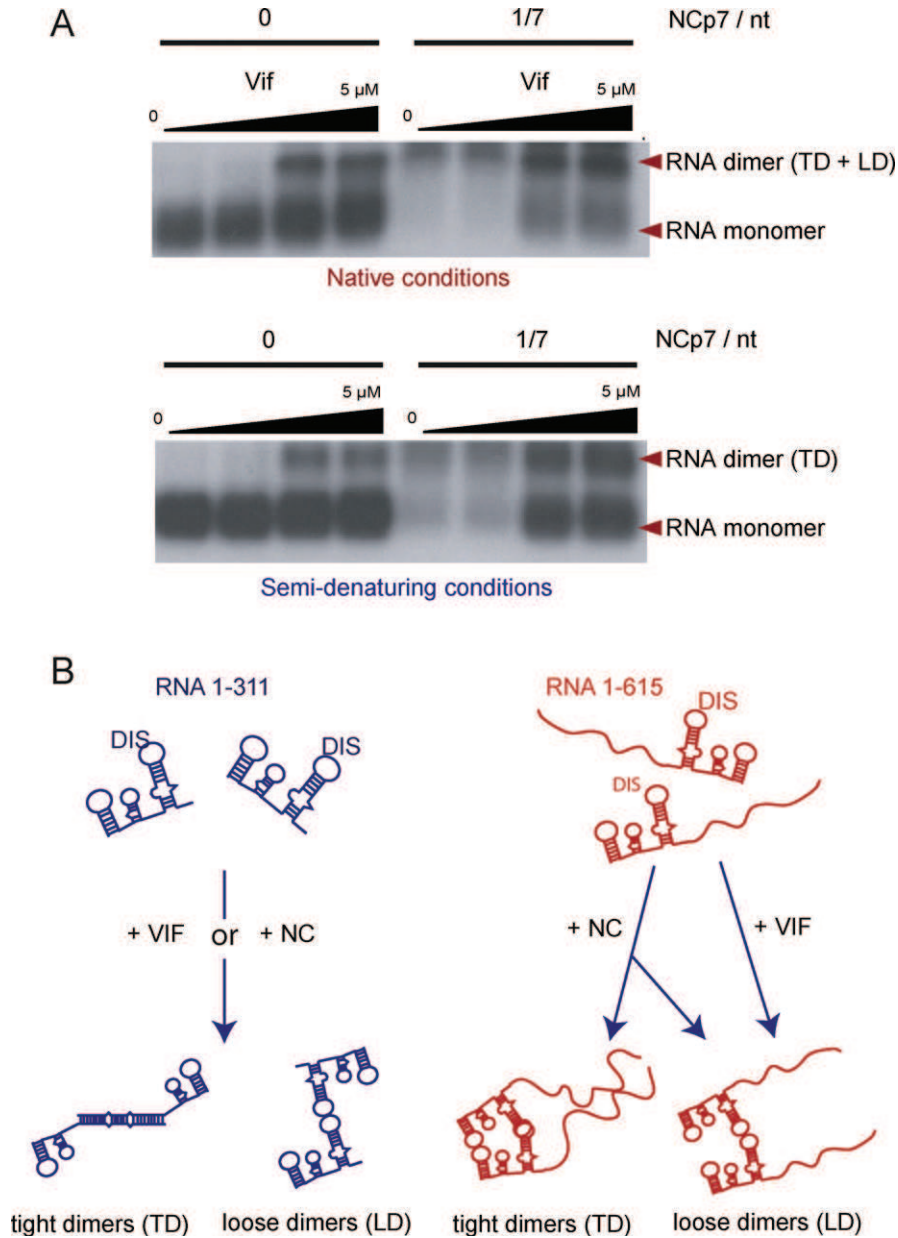 A
0 1/7 NCp7 / nt
Vif Vif
0 5 µM 0 5 µM
RNA dimer (TD + LD)
RNA monomer
Native conditions
0 1/7 NCp7 / nt
0 5 µM 0 5 µM
RNA dimer (TD)
RNA monomer
Semi-denaturing conditions
B
RNA 1-311 RNA 1-615
DIS DIS DIS
DIS
+ VIF or + NC + NC + VIF
tight dimers (TD) loose dimers (LD) tight dimers (TD) loose dimers (LD)